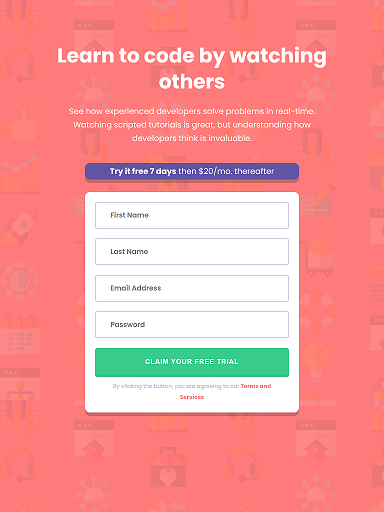 Learn to code by watching
others
See how experienced developers solve problems in real-time.
Watching scripted tutorials is great, but understanding how
developers think is invaluable.
Try it free 7 days then $20/mo. thereafter
First Name
Last Name
Email Address
Password
CLAIM YOUR FREE TRIAL
By clicking the button, you are agreeing to our Terms and
Services